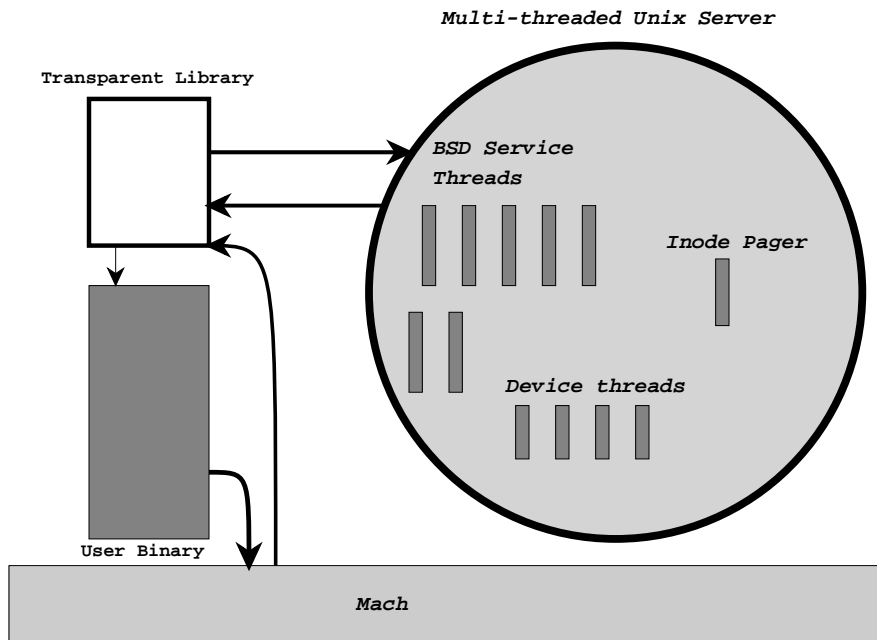 Multi-threaded Unix Server
Transparent Library
BSD Service
Threads
Inode Pager
Device threads
User Binary
Mach